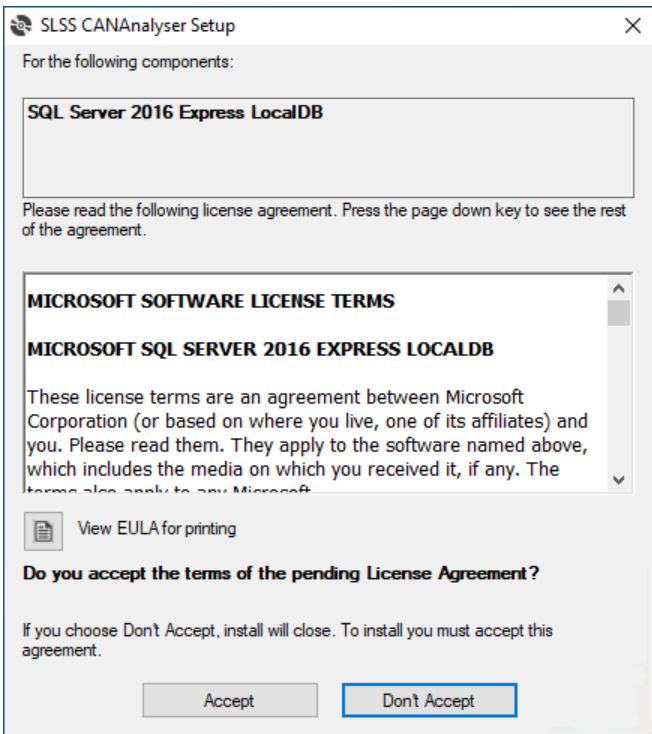 SLSS CANAnalyser Setup
For the following components:
SQL Server 2016 Express LocalDB
Please read the following license agreement. Press the page down key to see the rest
of the agreement.
MICROSOFT SOFTWARE LICENSE TERMS
MICROSOFT SQL SERVER 2016 EXPRESS LOCALDB
These license terms are an agreement between Microsoft
Corporation (or based on where you live, one of its affiliates) and
you. Please read them. They apply to the software named above,
which includes the media on which you received it, if any. The
terms also apply to any Microsoft
View EULA for printing
Do you accept the terms of the pending License Agreement?
If you choose Don't Accept, install will close. To install you must accept this
agreement.
Accept
Don't Accept